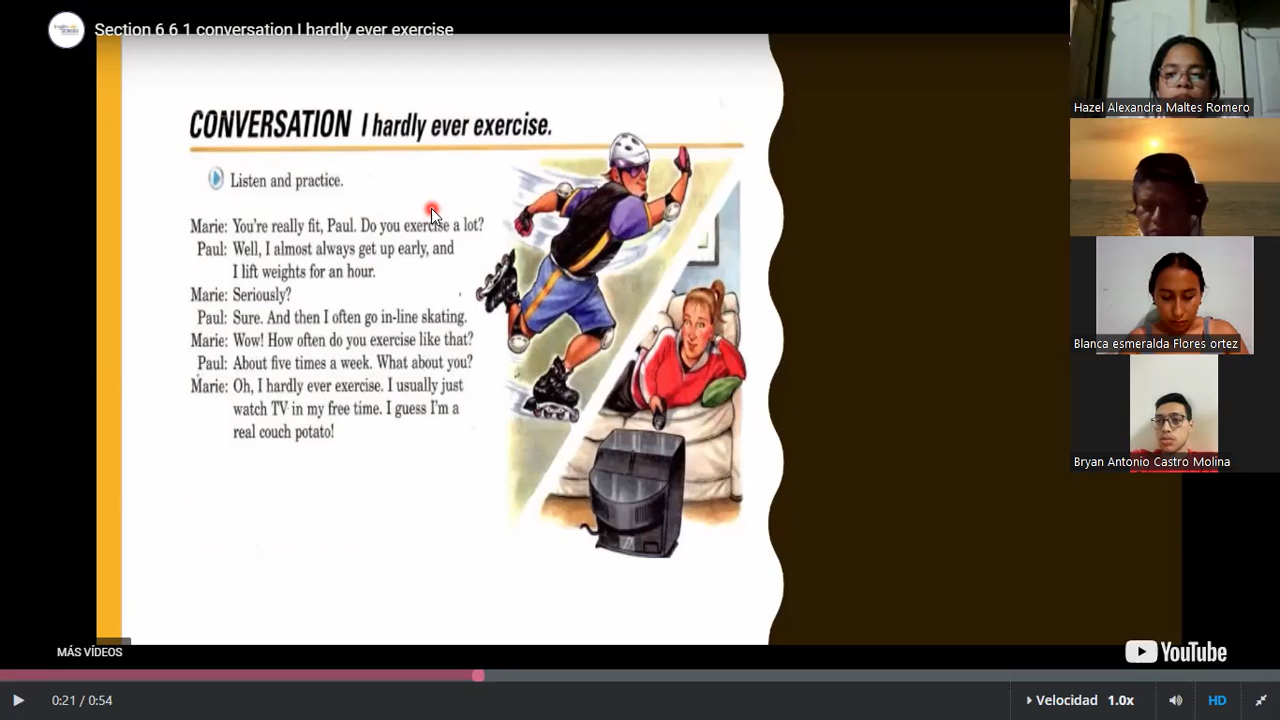 Section 6 6 1 conversation I hardly ever exercise
CONVERSATION I hardly ever exercise.
Listen and practice.
Marie: You're really fit, Paul. Do you exercise a lot?
Paul: Well, I almost always get up early, and
I lift weights for an hour.
Marie: Seriously?
Paul: Sure. And then I often go in-line skating.
Marie: Wow! How often do you exercise like that?
Paul: About five times a week. What about you?
Marie: Oh, I hardly ever exercise. I usually just
watch TV in my free time. I guess I'm a
real couch potato!
Hazel Alexandra Maltes Romero
Blanca esmeralda Flores ortez
Bryan Antonio Castro Molina
MÁS VÍDEOS
YouTube
0:21 / 0:54
Velocidad 1.0x
HD